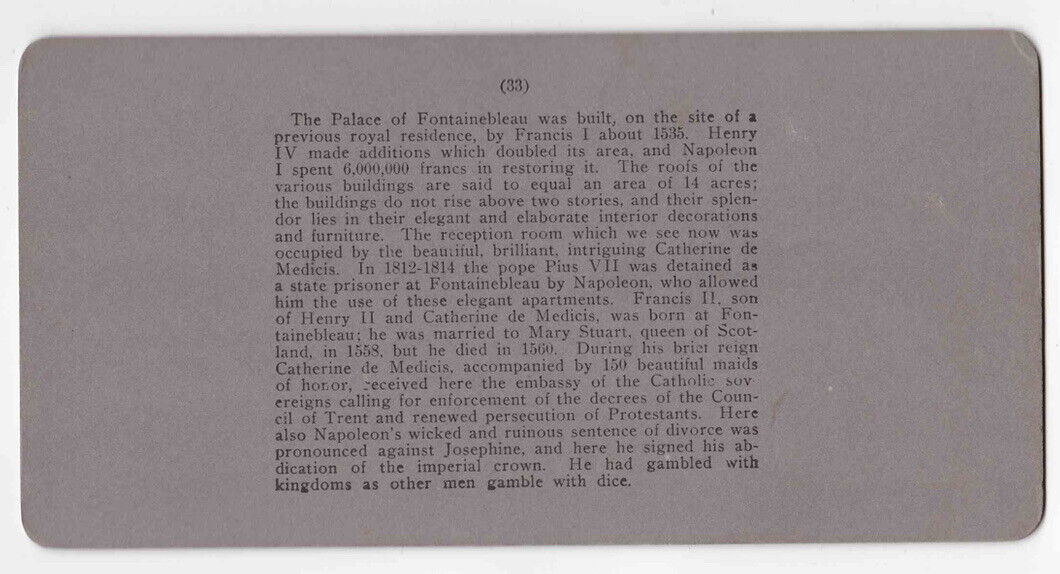 (33)
The Palace of Fontainebleau was built, on the site of a
previous royal residence, by Francis I about 1535. Henry
IV made additions which doubled its area, and Napoleon
I spent 6,000,000 francs in restoring it. The roofs of the
various buildings are said to equal an area of 14 acres;
the buildings do not rise above two stories, and their splen-
dor lies in their elegant and elaborate interior decorations
and furniture. The reception room which we see now was
occupied by the beautiful, brilliant, intriguing Catherine de
Medicis. In 1812-1814 the pope Pius VII was detained as
a state prisoner at Fontainebleau by Napoleon, who allowed
him the use of these elegant apartments. Francis II, son
of Henry II and Catherine de Medicis, was born at Fon-
tainebleau; he was married to Mary Stuart, queen of Scot-
land, in 1558, but he died in 1560. During his brief reign
Catherine de Medicis, accompanied by 150 beautiful maids
of honor, received here the embassy of the Catholic sov
ereigns calling for enforcement of the decrees of the Coun-
cil of Trent and renewed persecution of Protestants. Here
also Napoleon's wicked and ruinous sentence of divorce was
pronounced against Josephine, and here he signed his ab-
dication of the imperial crown. He had gambled with
kingdoms as other men gamble with dice.